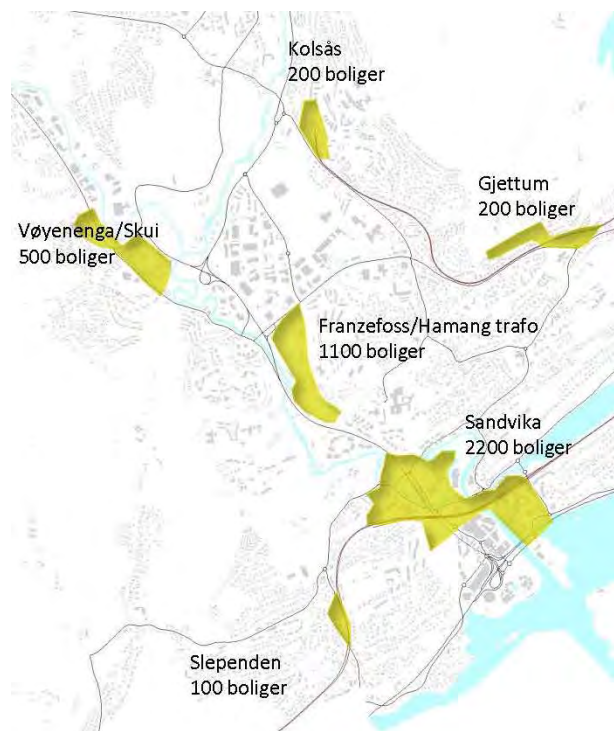 Kolsås
200 boliger
Gjettum
200 boliger
Vøyenenga/Skui
500 boliger
Franzefoss/Hamang trafo
1100 boliger
Sandvika
2200 boliger
Slependen
100 boliger